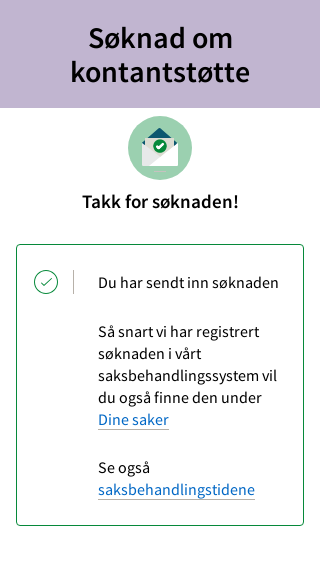 Søknad om
kontantstøtte
Takk for søknaden!
Du har sendt inn søknaden
Så snart vi har registrert
søknaden i vårt
saksbehandlingssystem vil
du også finne den under
Dine saker
Se også
saksbehandlingstidene